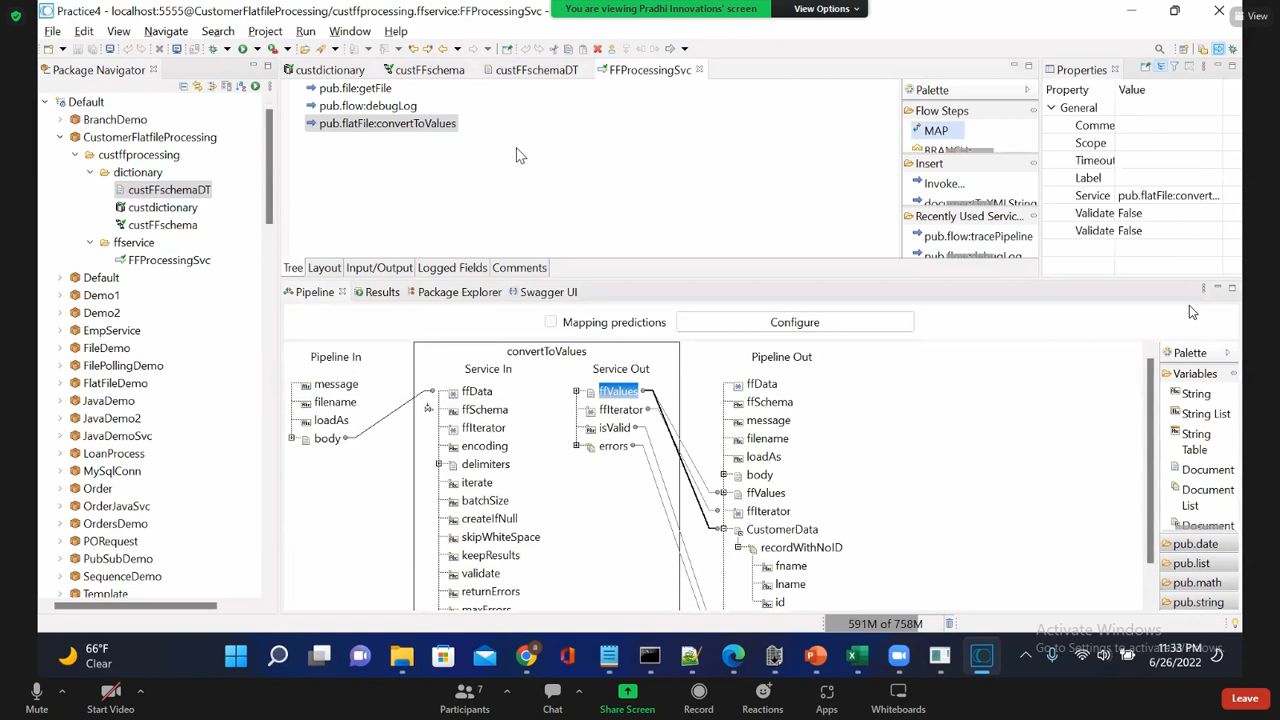 Practice4 - localhost:5555@CustomerFlatfileProcessing/custffprocessing.ffservice:FFProcessingSvc -
You are viewing Pradhi Innovations' screen
View Options
View
File Edit View Navigate Search Project Run Window Help
Package Navigator
Default
BranchDemo
CustomerFlatfileProcessing
custffprocessing
dictionary
custFFschemaDT
custdictionary
custFFschema
ffservice
FFProcessingSvc
Default
Demo1
Demo2
EmpService
FileDemo
FilePollingDemo
FlatFileDemo
JavaDemo
JavaDemo2
JavaDemoSvc
LoanProcess
MySqlConn
Order
OrderJavaSvc
OrdersDemo
PORequest
PubSubDemo
SequenceDemo
Template
custdictionary
custFFschema
custFFschemaDT
FFProcessingSvc
pub.file:getFile
pub.flow:debugLog
pub.flatFile:convertToValues
Tree Layout Input/Output Logged Fields Comments
Palette
Flow Steps
MAP
BRANCH
Insert
Invoke...
documentToXMLString
Recently Used Servic...
pub.flow:tracePipeline
pub.flow:debugLog
Properties
Property Value
General
Comme
Scope
Timeout
Label
Service pub.flatFile:convert...
Validate False
Validate False
Pipeline Results Package Explorer Swagger UI
Mapping predictions
Configure
Pipeline In
message
filename
loadAs
body
convertToValues
Service In
ffData
ffSchema
ffIterator
encoding
delimiters
iterate
batchSize
createIfNull
skipWhiteSpace
keepResults
validate
returnErrors
maxErrors
Service Out
ffValues
ffIterator
isValid
errors
Pipeline Out
ffData
ffSchema
message
filename
loadAs
body
ffValues
ffIterator
CustomerData
recordWithNoID
fname
lname
id
Palette
Variables
String
String List
String
Table
Document
Document
List
Document
pub.date
pub.list
pub.math
pub.string
591M of 758M
Activate Windows
Go to Settings to activate Windows.
66°F
Clear
11:33 PM
6/26/2022
Mute
Start Video
7
Participants
Chat
Share Screen
Record
Reactions
Apps
Whiteboards
Leave